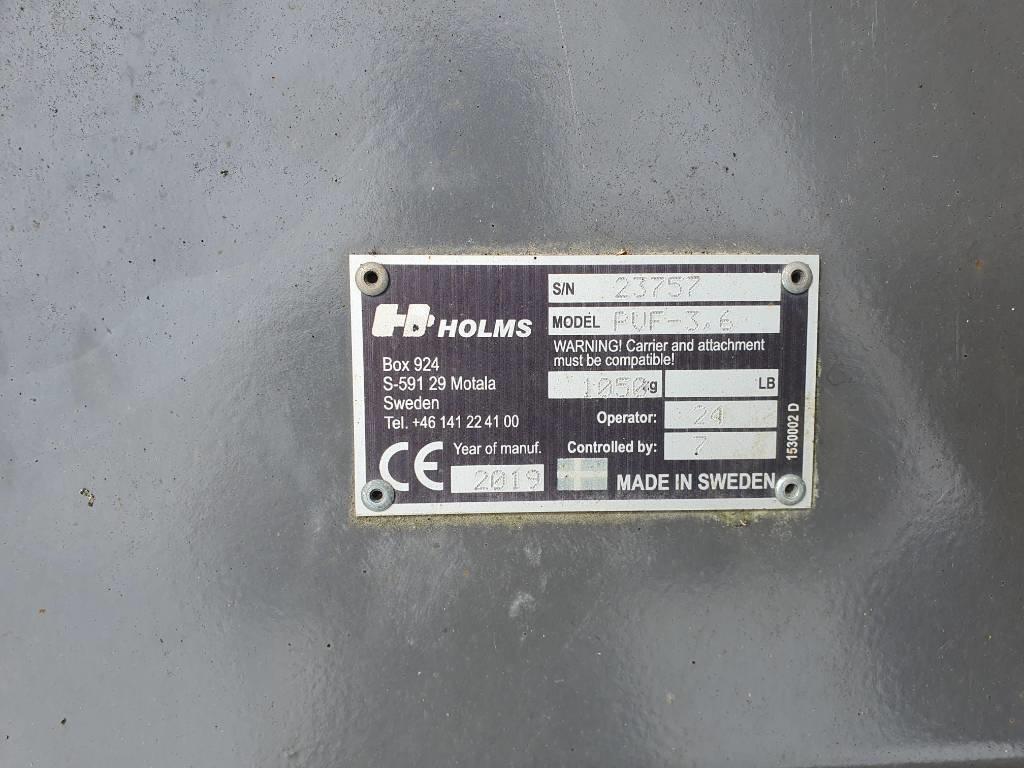 HOLMS
Box 924
S-591 29 Motala
Sweden
Tel. +46 141 22 41 00
CE
Year of manuf.
2019
S/N 23757
MODEL PVF-3.6
WARNING! Carrier and attachment
must be compatible!
1050 kg LB
Operator: 24
Controlled by: 7
MADE IN SWEDEN
1530002 D